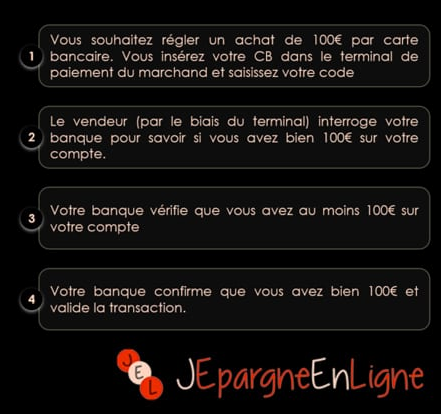 Vous souhaitez régler un achat de 100€ par carte
1 bancaire. Vous insérez votre CB dans le terminal de
paiement du marchand et saisissez votre code
Le vendeur (par le biais du terminal) interroge votre
2 banque pour savoir si vous avez bien 100€ sur votre
compte.
3 Votre banque vérifie que vous avez au moins 100€ sur
votre compte
4 Votre banque confirme que vous avez bien 100€ et
valide la transaction.
J E L JEpargneEnLigne